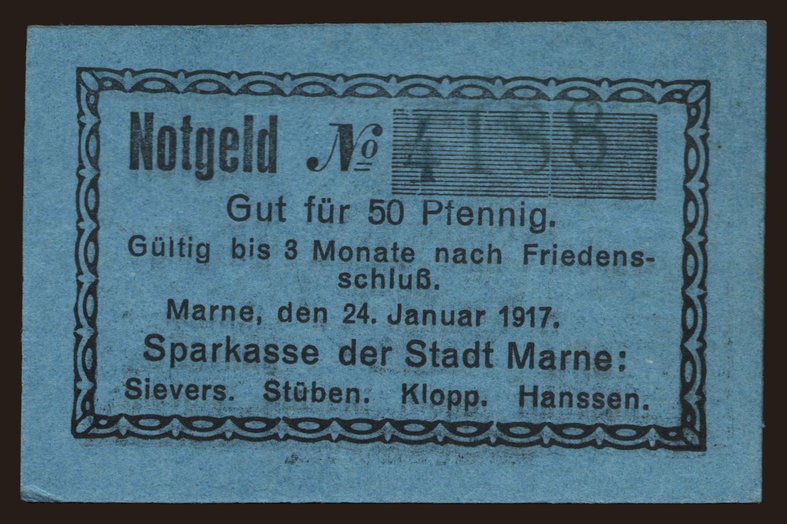 Notgeld № 4188
Gut für 50 Pfennig.
Gültig bis 3 Monate nach Friedens-
schluß.
Marne, den 24. Januar 1917.
Sparkasse der Stadt Marne:
Sievers. Stüben. Klopp. Hanssen.